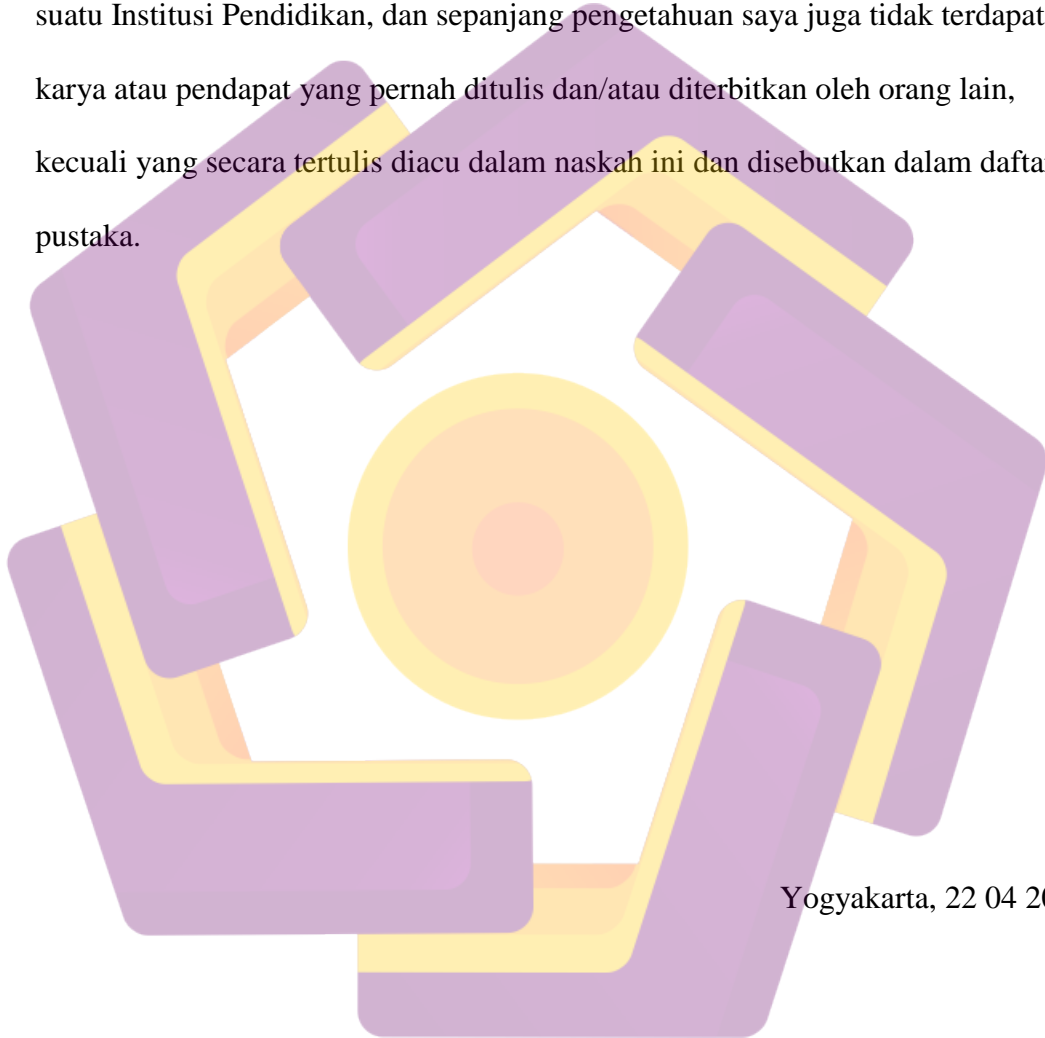 suatu Institusi Pendidikan, dan sepanjang pengetahuan saya juga tidak terdapat
karya atau pendapat yang pernah ditulis dan/atau diterbitkan oleh orang lain,
kecuali yang secara tertulis diacu dalam naskah ini dan disebutkan dalam
pustaka.
Yogyakarta, 22 04